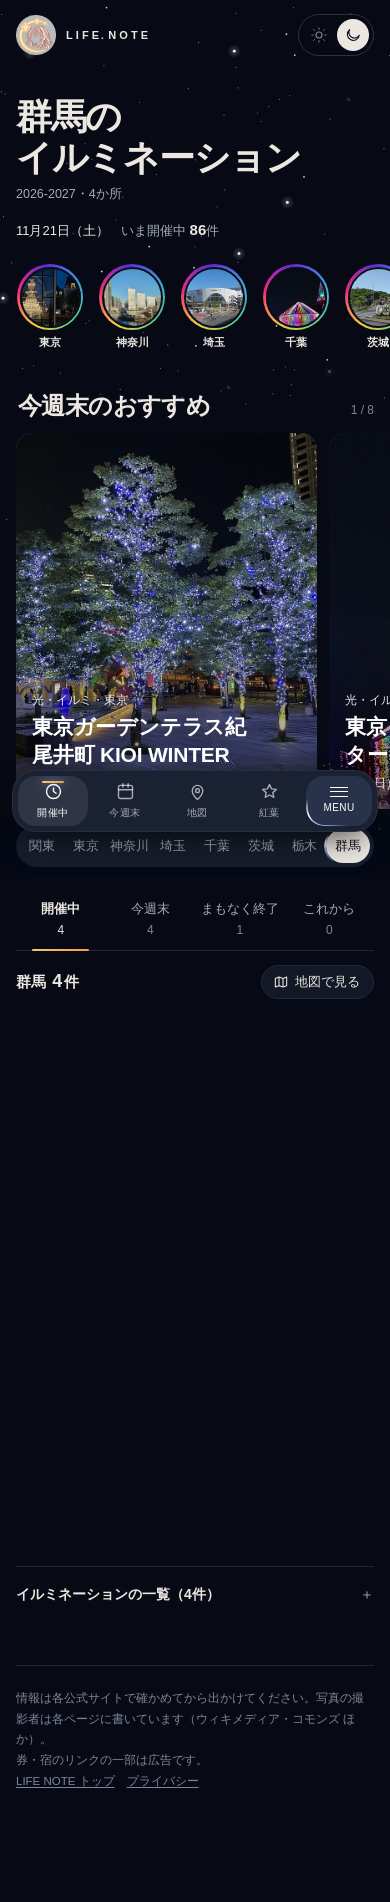 LIFE.NOTE
群馬の
イルミネーション
2026-2027・4か所
11月21日（土） いま開催中 86件
東京 神奈川 埼玉 千葉 茨城
今週末のおすすめ
1 / 8
光・イルミ・東京
東京ガーデンテラス紀
尾井町 KIOI WINTER
光・イル
東京
ター
開催中 今週末 地図 紅葉 MENU
関東 東京 神奈川 埼玉 千葉 茨城 栃木 群馬
開催中 今週末 まもなく終了 これから
4 4 1 0
群馬 4件
地図で見る
イルミネーションの一覧（4件） +
情報は各公式サイトで確かめてから出かけてください。写真の撮
影者は各ページに書いています（ウィキメディア・コモンズ ほ
か）。
券・宿のリンクの一部は広告です。
LIFE NOTE トップ プライバシー